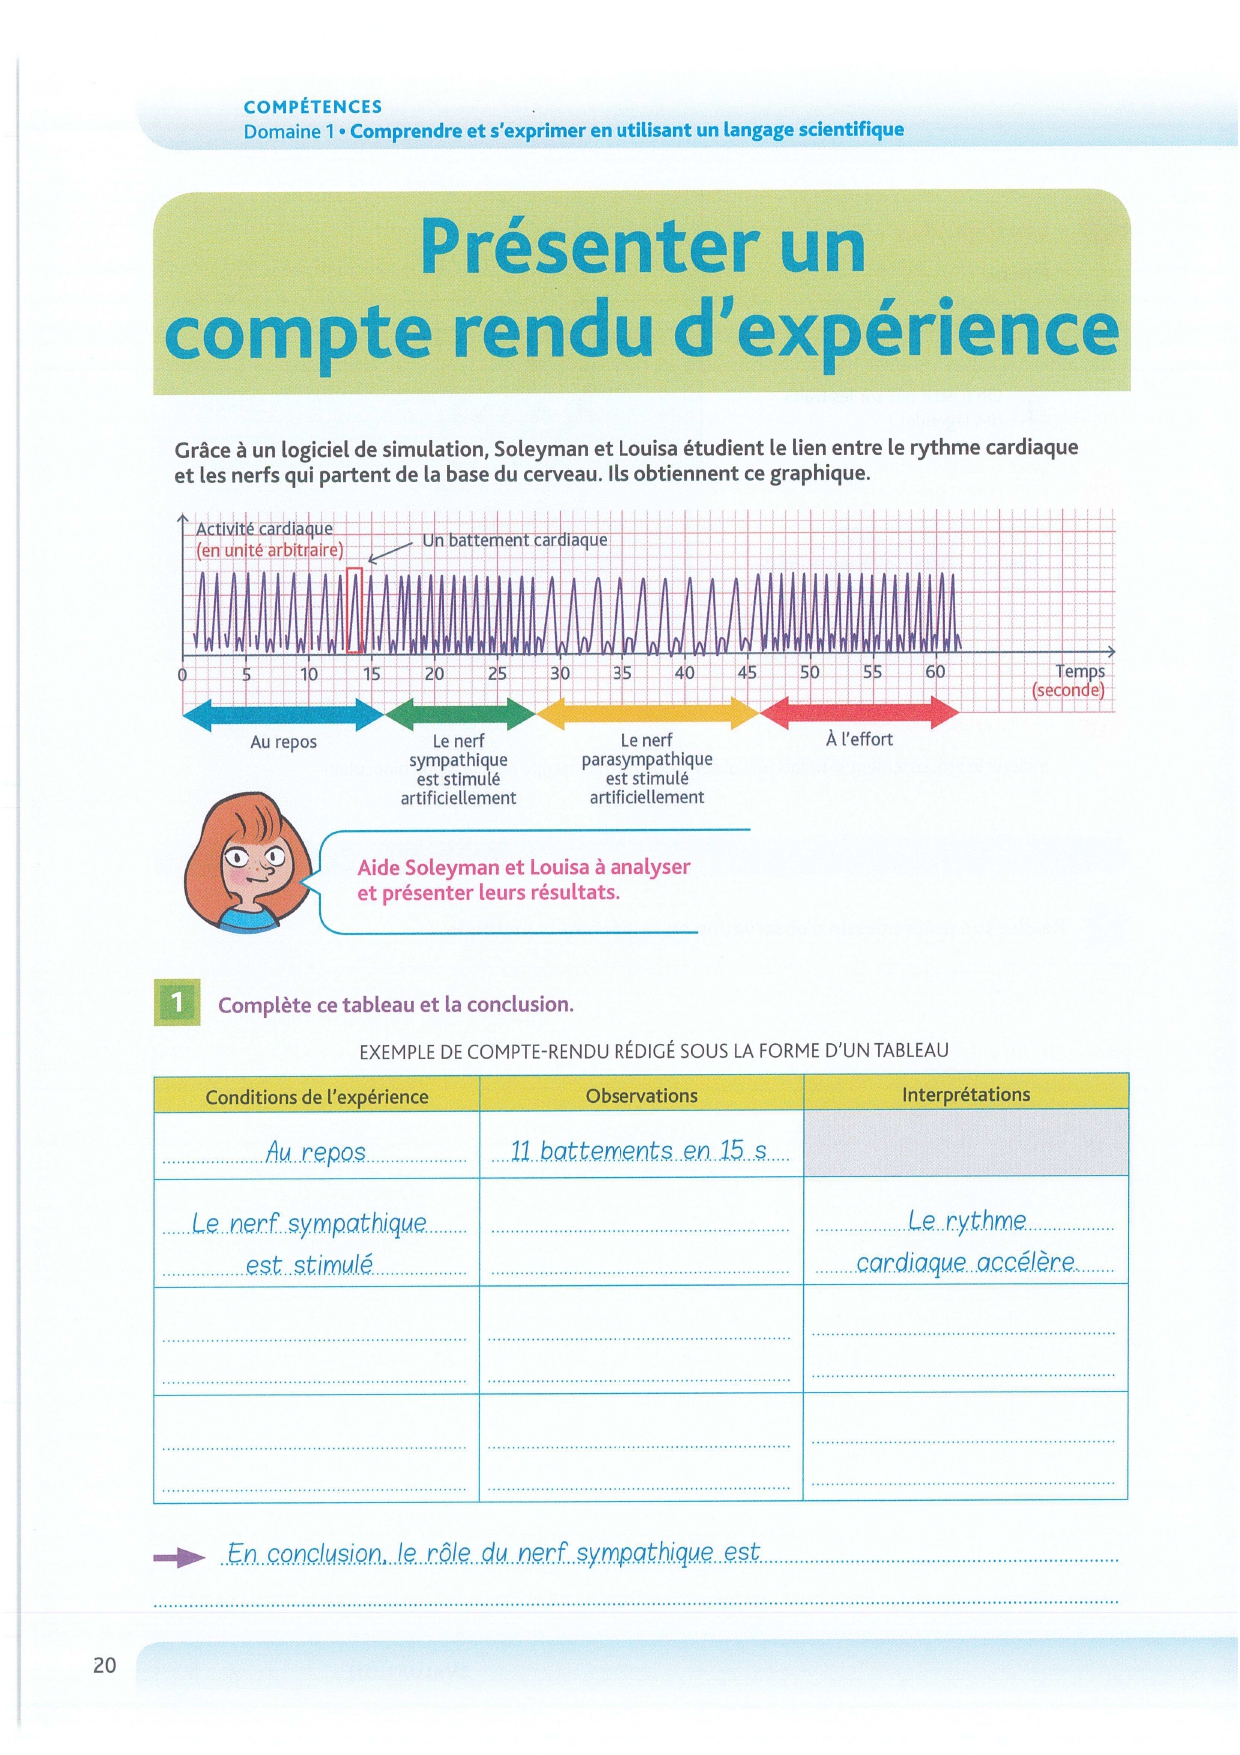 COMPÉTENCES
Domaine 1 • Comprendre et s'exprimer en utilisant un langage scientifique
Présenter un
compte rendu d'expérience
Grâce à un logiciel de simulation, Soleyman et Louisa étudient le lien entre le rythme cardiaque
et les nerfs qui partent de la base du cerveau. Ils obtiennent ce graphique.
Activité cardiaque
(en unité arbitraire)
Un battement cardiaque
0 5 10 15 20 25 30 35 40 45 50 55 60 Temps
(seconde)
Au repos
Le nerf
sympathique
est stimulé
artificiellement
Le nerf
parasympathique
est stimulé
artificiellement
À l'effort
Aide Soleyman et Louisa à analyser
et présenter leurs résultats.
1 Complète ce tableau et la conclusion.
EXEMPLE DE COMPTE-RENDU RÉDIGÉ SOUS LA FORME D'UN TABLEAU
Conditions de l'expérience Observations Interprétations
Au repos 11 battements en 15 s
Le nerf sympathique Le rythme
est stimulé cardiaque accélère.
En conclusion, le rôle du nerf sympathique est
20